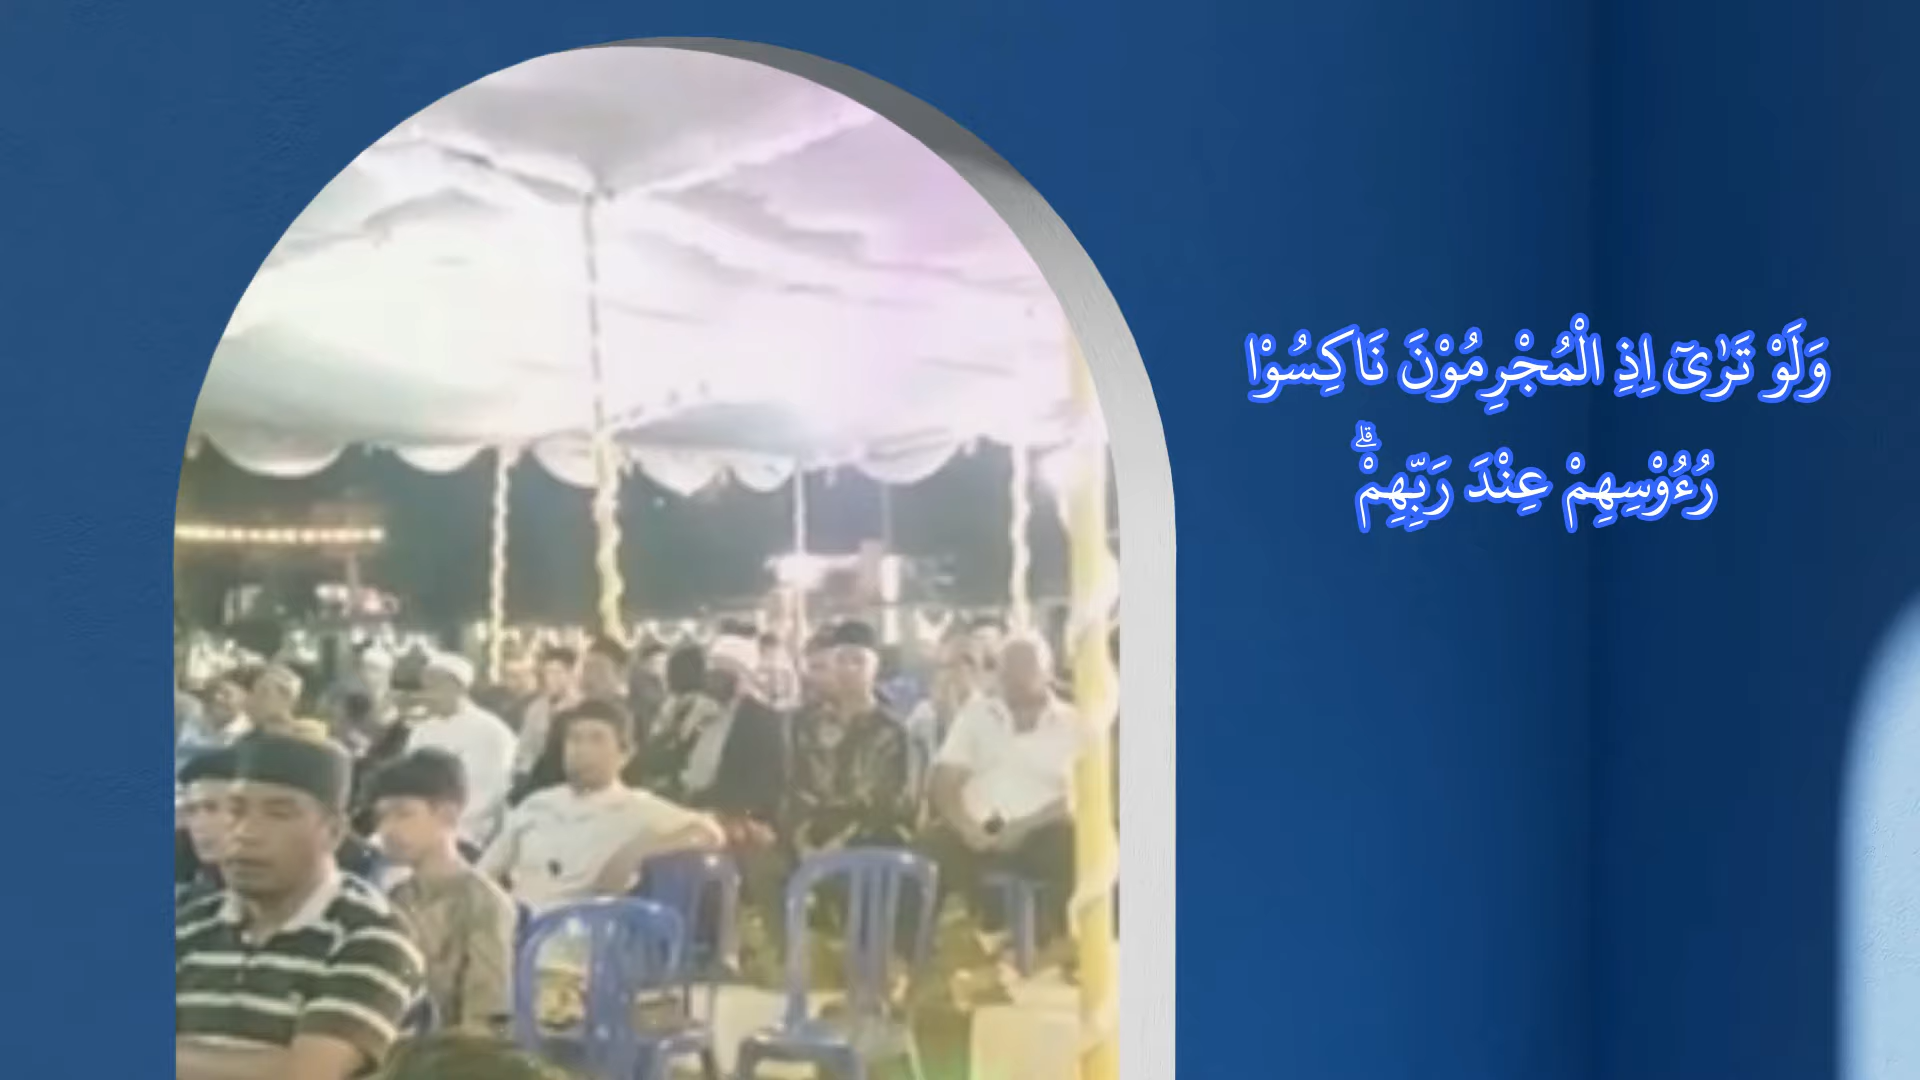 وَلَوْ تَرٰىٓ اِذِ الْمُجْرِمُوْنَ نَاكِسُوْا
رُءُوْسِهِمْ عِنْدَ رَبِّهِمْۗ